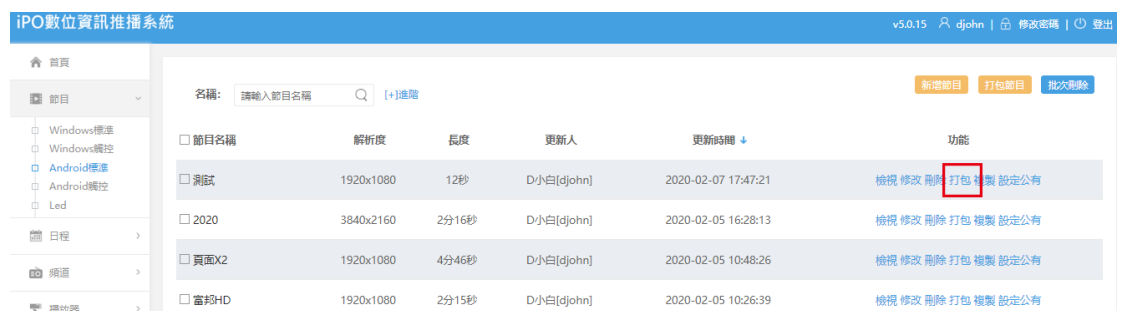 iPO數位資訊推播系統 v5.0.15 djohn | 修改密碼 | 登出
首頁
節目
Windows標準
Windows觸控
Android標準
Android觸控
Led
日程
頻道
播放器
名稱: 請輸入節目名稱 [+]進階 新增節目 打包節目 批次刪除
節目名稱 解析度 長度 更新人 更新時間 功能
測試 1920x1080 12秒 D小白[djohn] 2020-02-07 17:47:21 檢視 修改 刪除 打包 複製 設定公有
2020 3840x2160 2分16秒 D小白[djohn] 2020-02-05 16:28:13 檢視 修改 刪除 打包 複製 設定公有
頁面X2 1920x1080 4分46秒 D小白[djohn] 2020-02-05 10:48:26 檢視 修改 刪除 打包 複製 設定公有
富邦HD 1920x1080 2分15秒 D小白[djohn] 2020-02-05 10:26:39 檢視 修改 刪除 打包 複製 設定公有